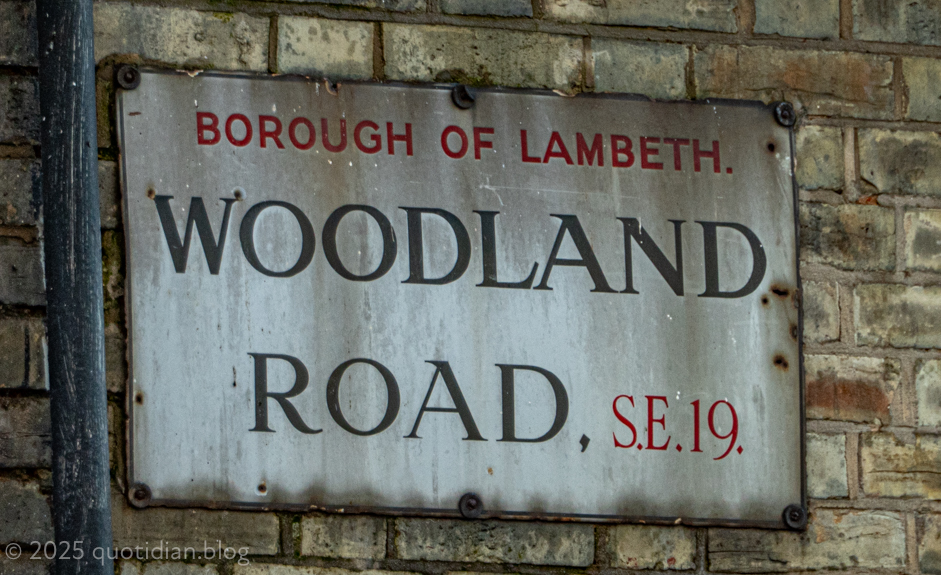 BOROUGH OF LAMBETH.
WOODLAND
ROAD, S.E.19.
© 2025 quotidian.blog